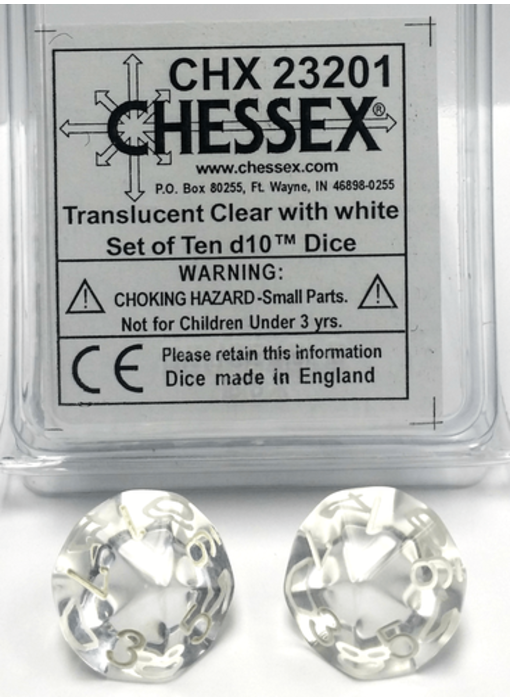 CHX 23201
CHESSEX®
www.chessex.com
P.O. Box 80255, Ft. Wayne, IN 46898-0255
Translucent Clear with white
Set of Ten d10™ Dice
WARNING:
CHOKING HAZARD-Small Parts.
Not for Children Under 3 yrs.
CE
Please retain this information
Dice made in England
3
5